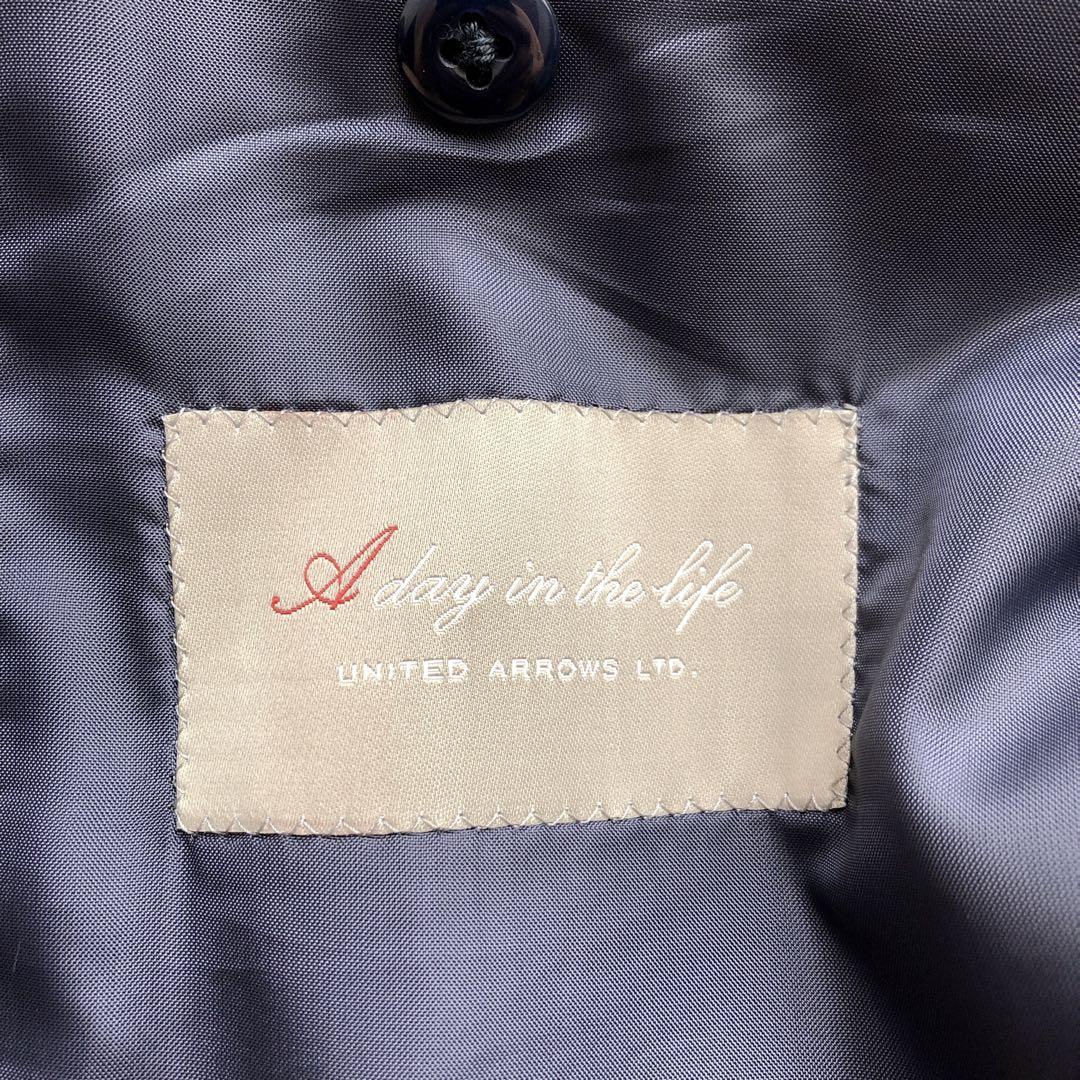 A day in the life
UNITED ARROWS LTD.